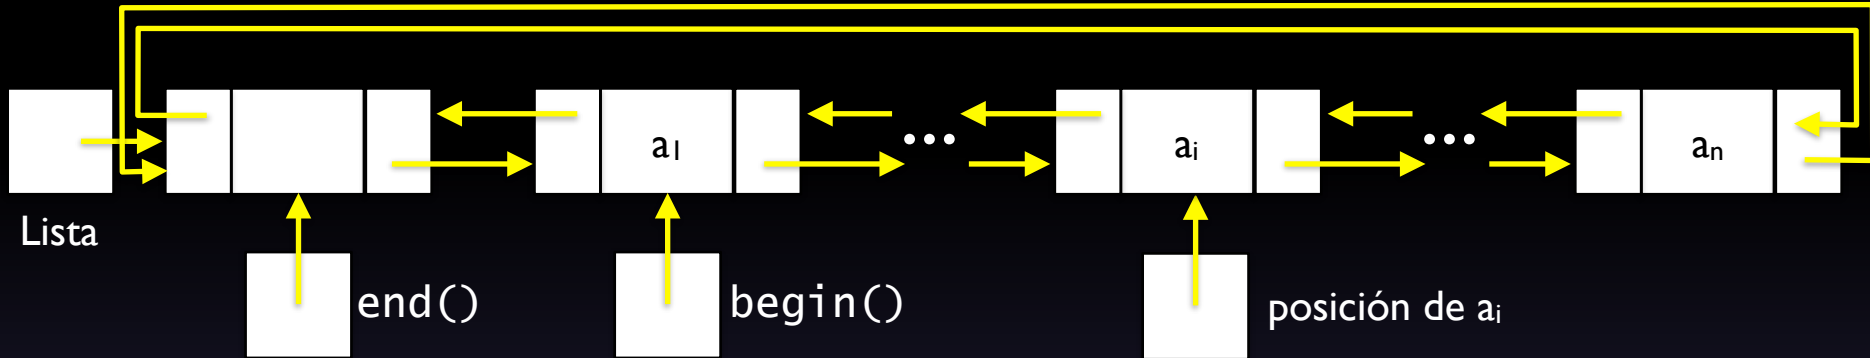 a₁ ... aᵢ ... aₙ
Lista
end() begin() posición de aᵢ